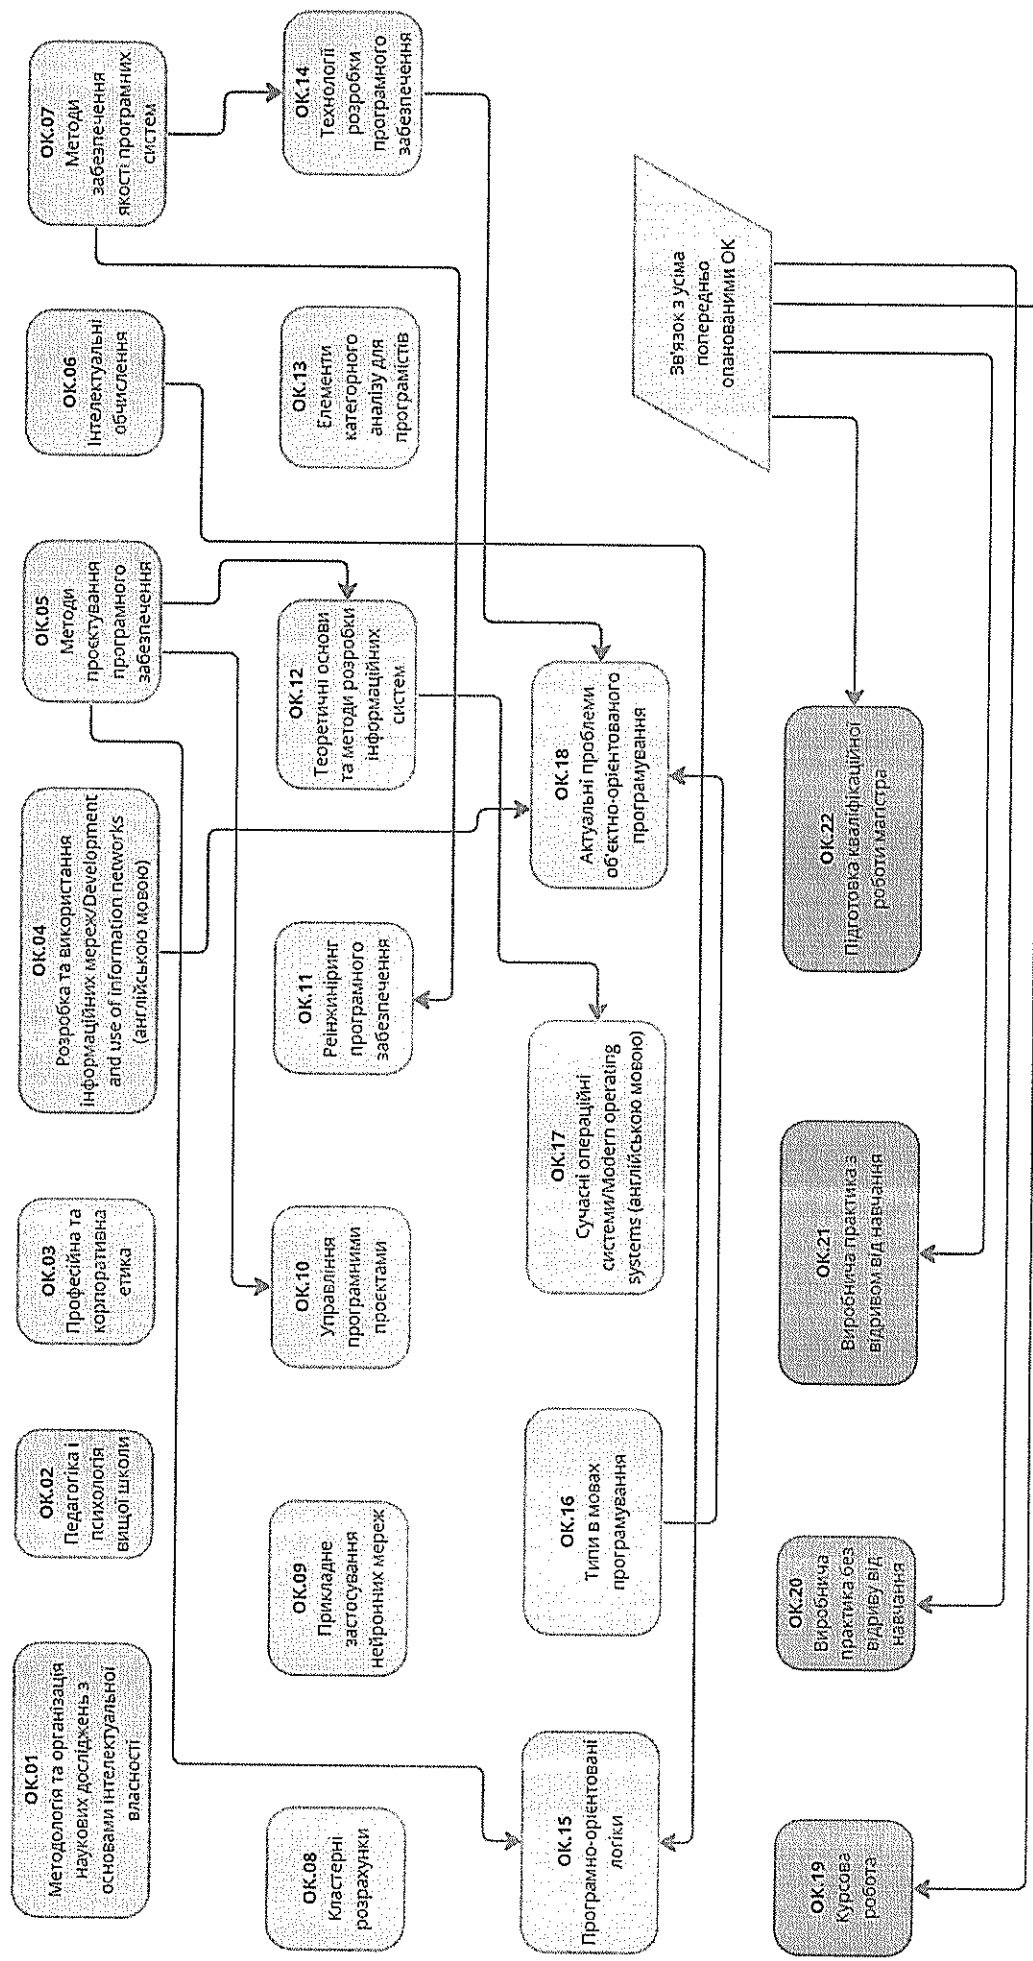 ОК.01
Методологія та організація
наукових досліджень з
основами інтелектуальної
власності
ОК.02
Педагогіка і
психологія
вищої школи
ОК.03
Професійна та
корпоративна
етика
ОК.04
Розробка та використання
інформаційних мереж/Development
and use of information networks
(англійською мовою)
ОК.05
Методи
проєктування
програмного
забезпечення
ОК.06
Інтелектуальні
обчислення
ОК.07
Методи
забезпечення
якості програмних
систем
ОК.08
Кластерні
розрахунки
ОК.09
Прикладне
застосування
нейронних мереж
ОК.10
Управління
програмними
проєктами
ОК.11
Реінжиніринг
програмного
забезпечення
ОК.12
Теоретичні основи
та методи розробки
інформаційних
систем
ОК.13
Елементи
категорного
аналізу для
програмістів
ОК.14
Технології
розробки
програмного
забезпечення
ОК.15
Програмно-орієнтовані
логіки
ОК.16
Типи в мовах
програмування
ОК.17
Сучасні операційні
системи/Modern operating
systems (англійською мовою)
ОК.18
Актуальні проблеми
об'єктно-орієнтованого
програмування
Зв'язок з усіма
попередньо
опанованими ОК
ОК.19
Курсова
робота
ОК.20
Виробнича
практика без
відриву від
навчання
ОК.21
Виробнича практика з
відривом від навчання
ОК.22
Підготовка кваліфікаційної
роботи магістра